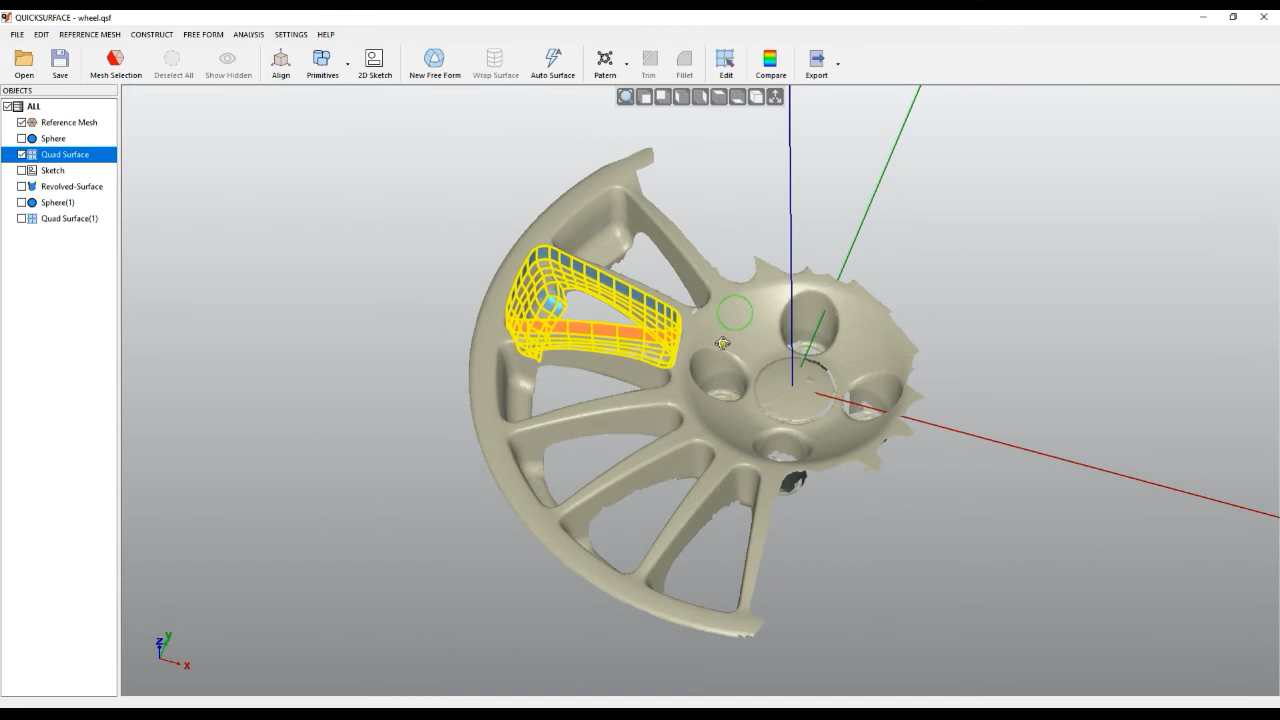 QUICKSURFACE - wheel.qsf
FILE EDIT REFERENCE MESH CONSTRUCT FREE FORM ANALYSIS SETTINGS HELP
Open Save Mesh Selection Deselect All Show Hidden Align Primitives 2D Sketch New Free Form Wrap Surface Auto Surface Patern Trim Fillet Edit Compare Export
OBJECTS
ALL
Reference Mesh
Sphere
Quad Surface
Sketch
Revolved-Surface
Sphere(1)
Quad Surface(1)
z y
x